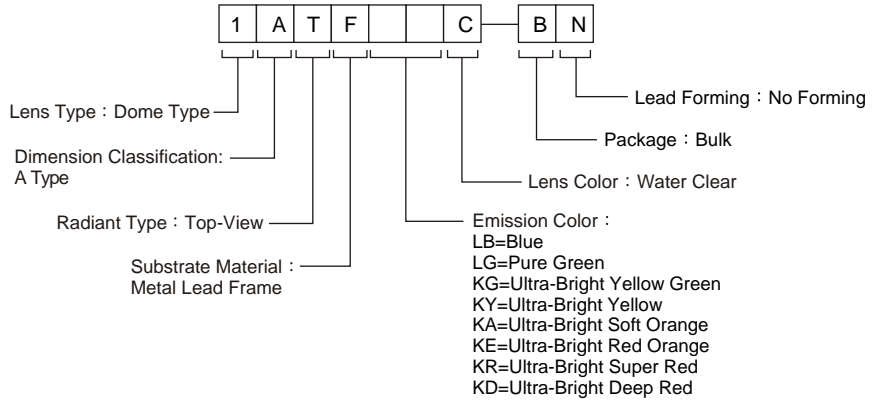 1 A T F C B N
Lead Forming：No Forming
Lens Type：Dome Type
Package：Bulk
Dimension Classification:
A Type
Lens Color：Water Clear
Radiant Type：Top-View
Emission Color：
LB=Blue
LG=Pure Green
Substrate Material：
Metal Lead Frame
KG=Ultra-Bright Yellow Green
KY=Ultra-Bright Yellow
KA=Ultra-Bright Soft Orange
KE=Ultra-Bright Red Orange
KR=Ultra-Bright Super Red
KD=Ultra-Bright Deep Red